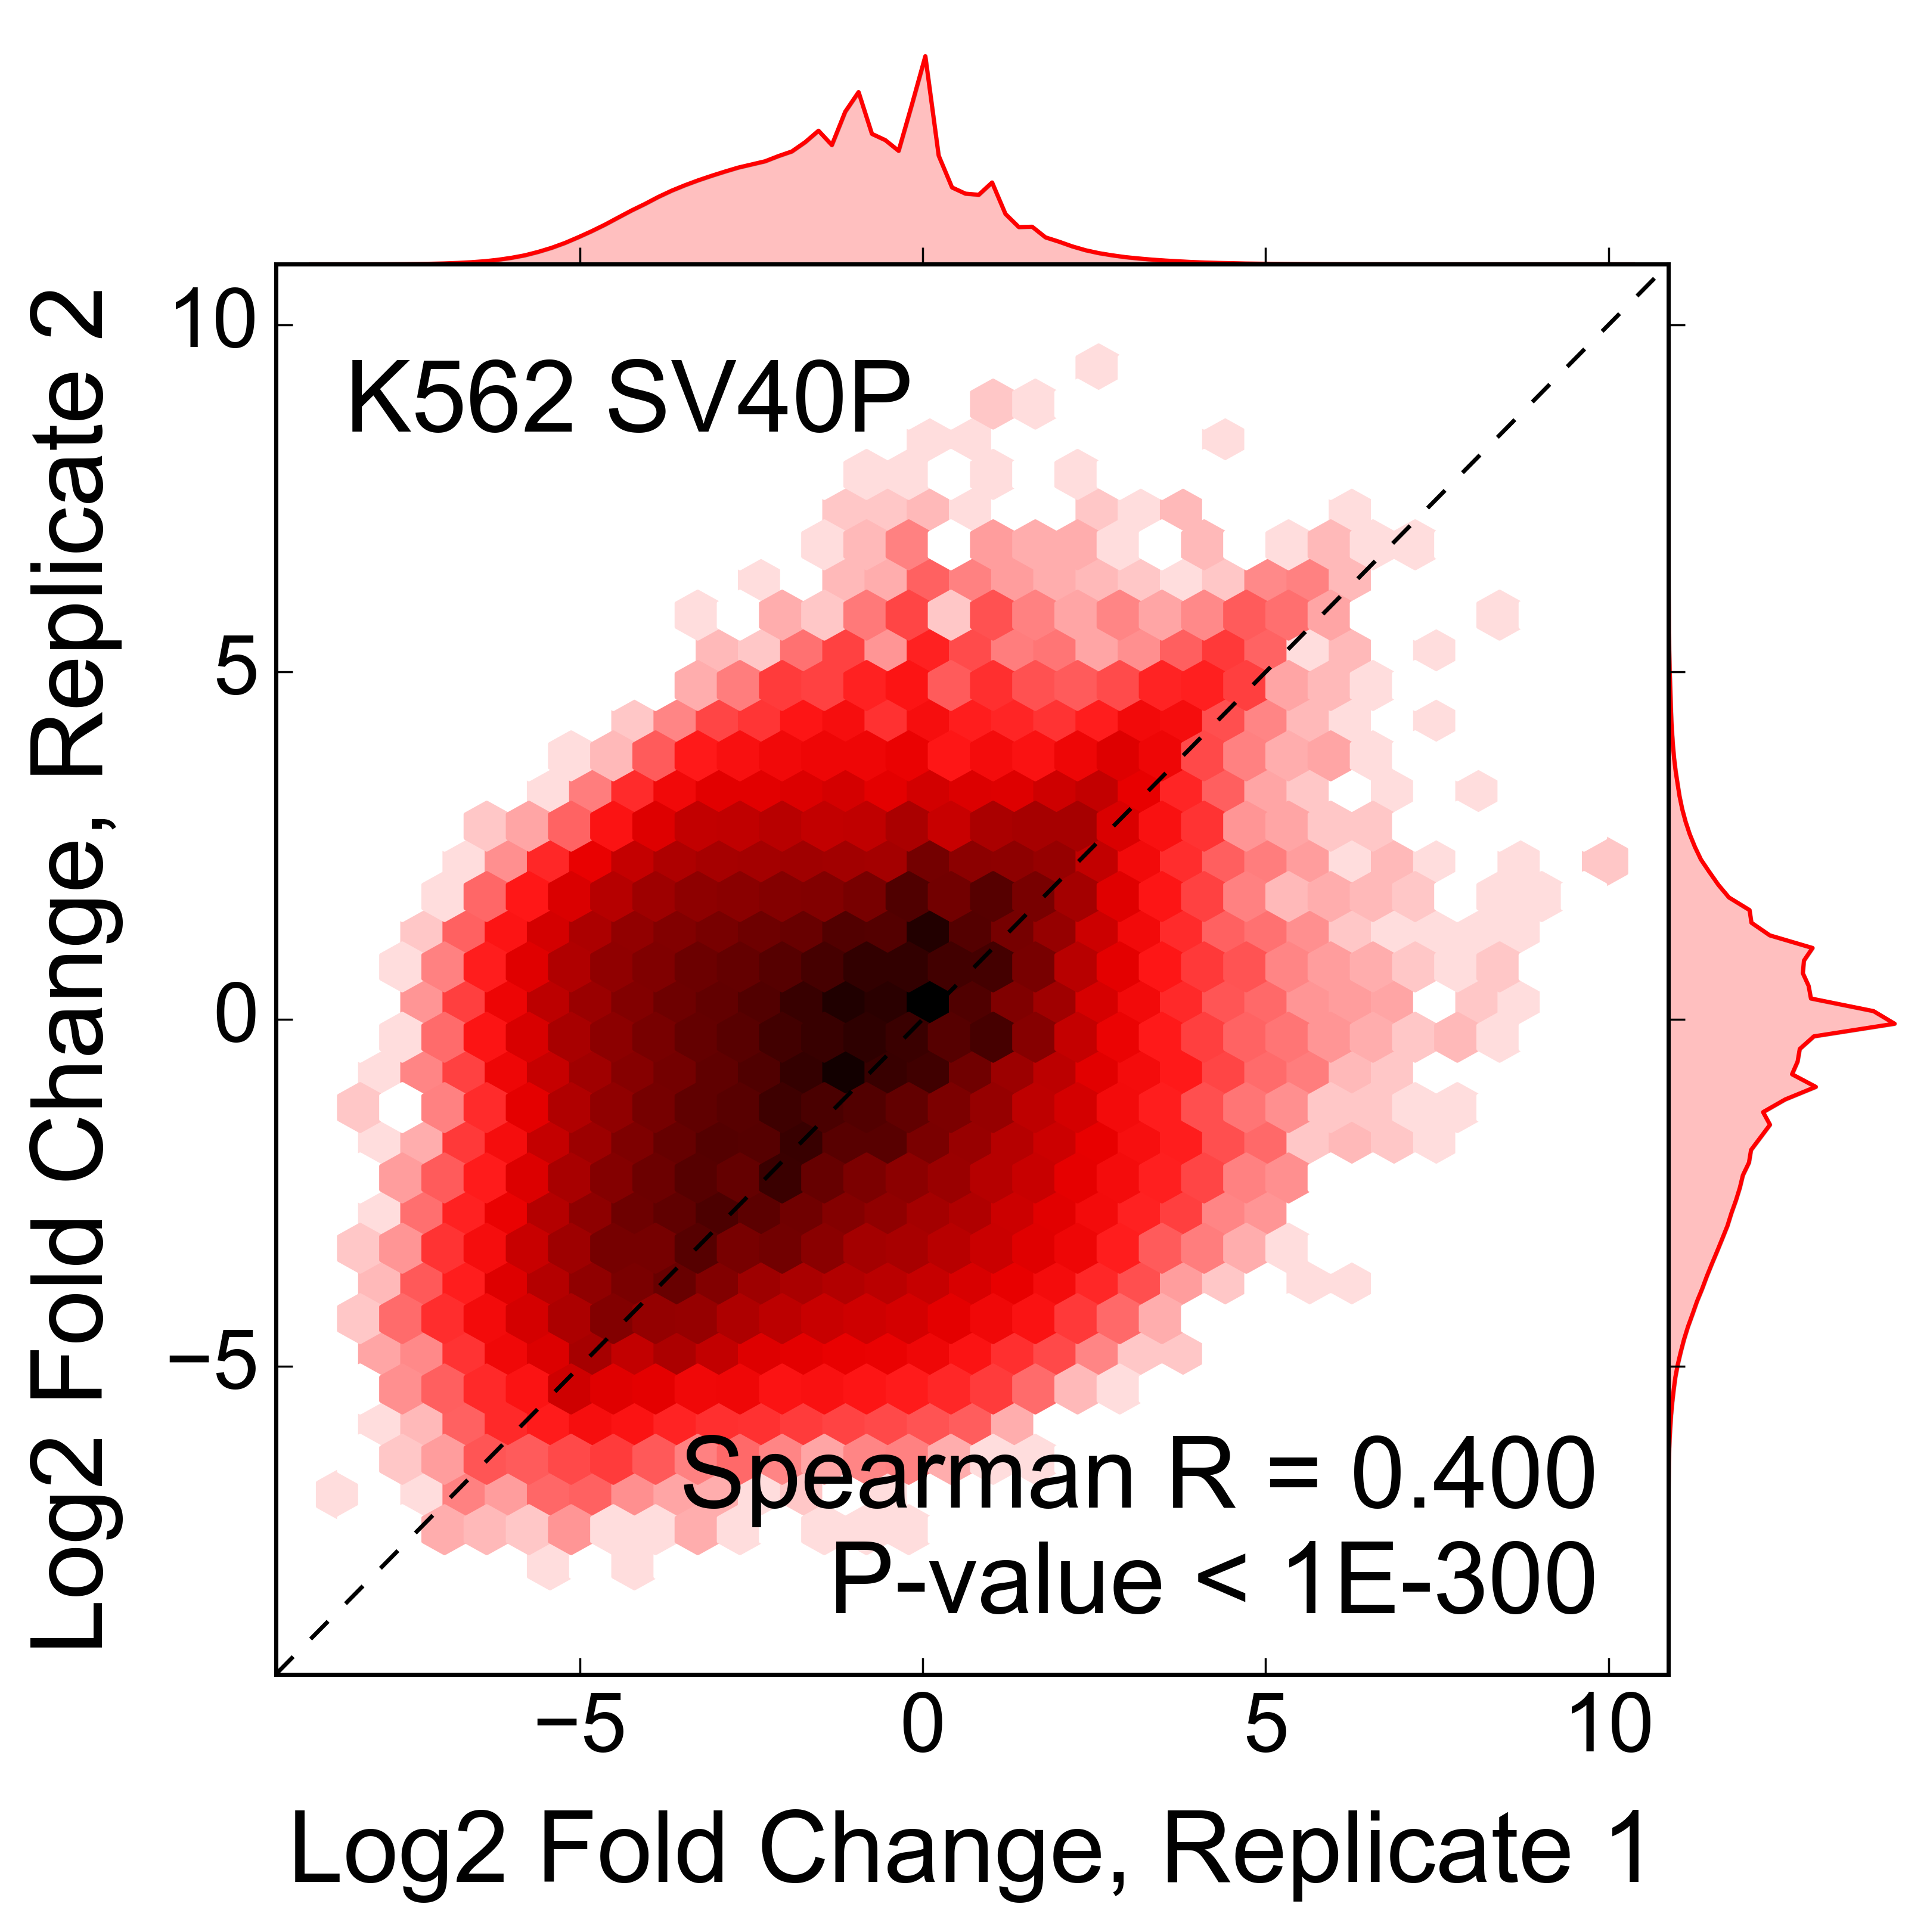 K562 SV40P
Spearman R = 0.400
P-value < 1E-300
10
5
0
−5
−5
0
5
10
Log2 Fold Change, Replicate 2
Log2 Fold Change, Replicate 1